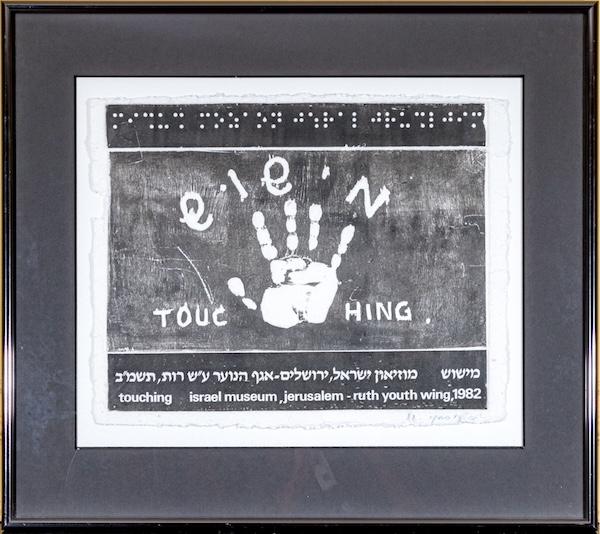 מישוש
TOUC HING.
מישוש מוזיאון ישראל, ירושלים-אגף הנוער ע״ש רות, תשמ״ב
touching israel museum, jerusalem - ruth youth wing, 1982